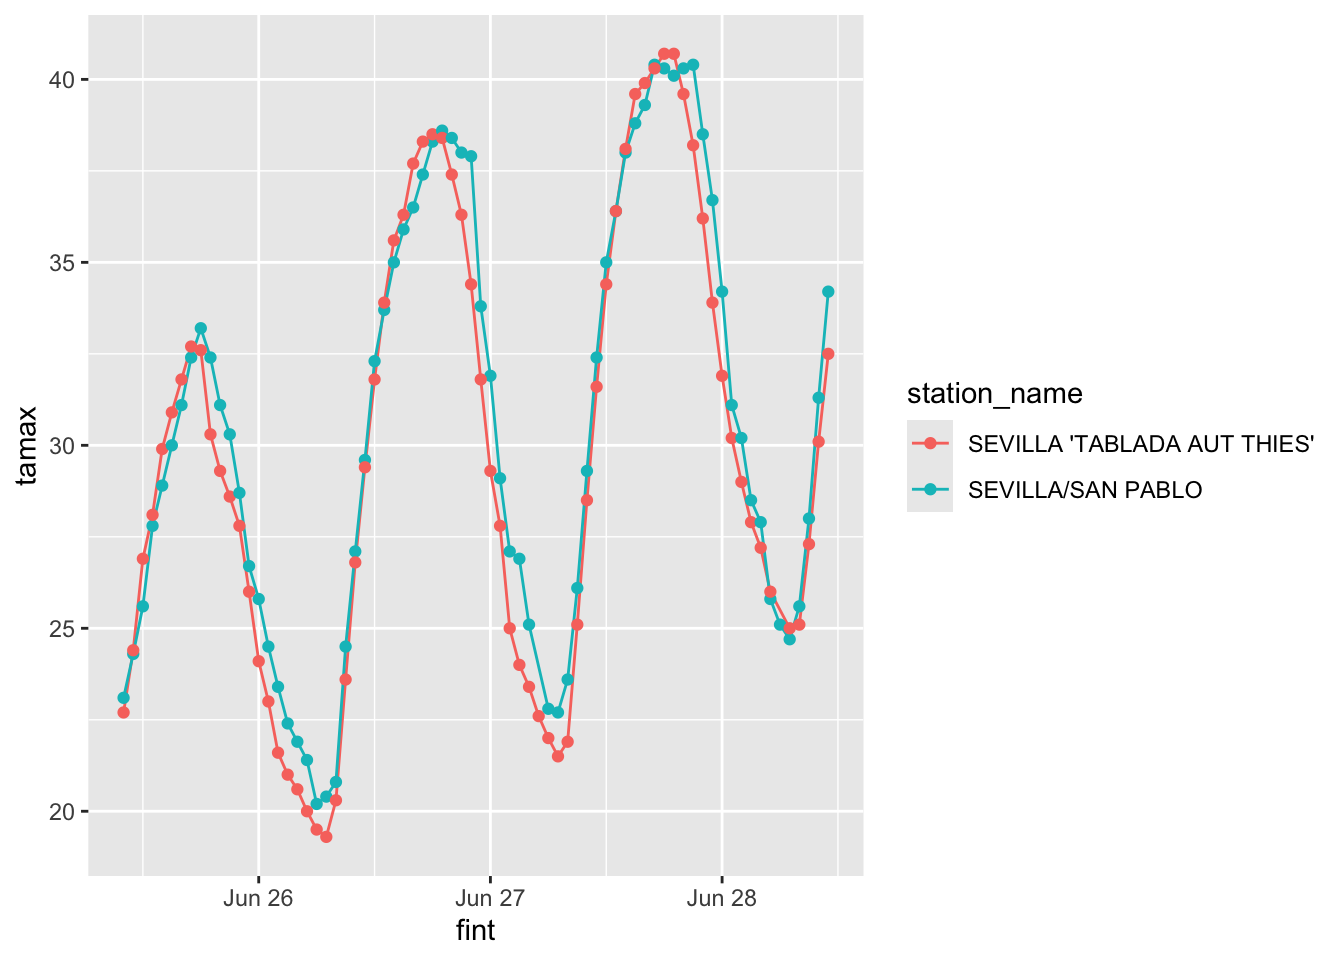 40
35
30
25
20
tamax
Jun 26
Jun 27
Jun 28
fint
station_name
SEVILLA 'TABLADA AUT THIES'
SEVILLA/SAN PABLO